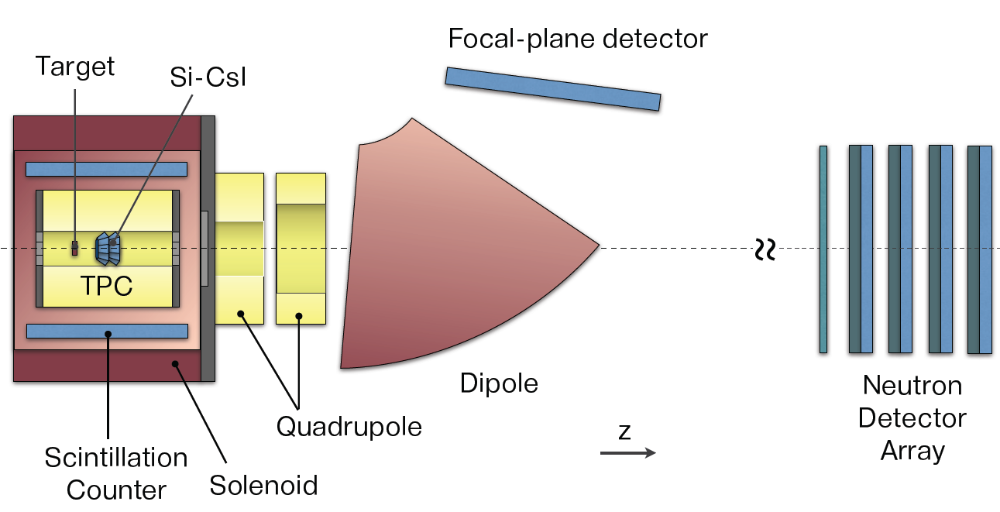 Focal-plane detector
Target
Si-CsI
TPC
Dipole
Neutron
Detector
Array
Quadrupole
z
Scintillation
Counter
Solenoid